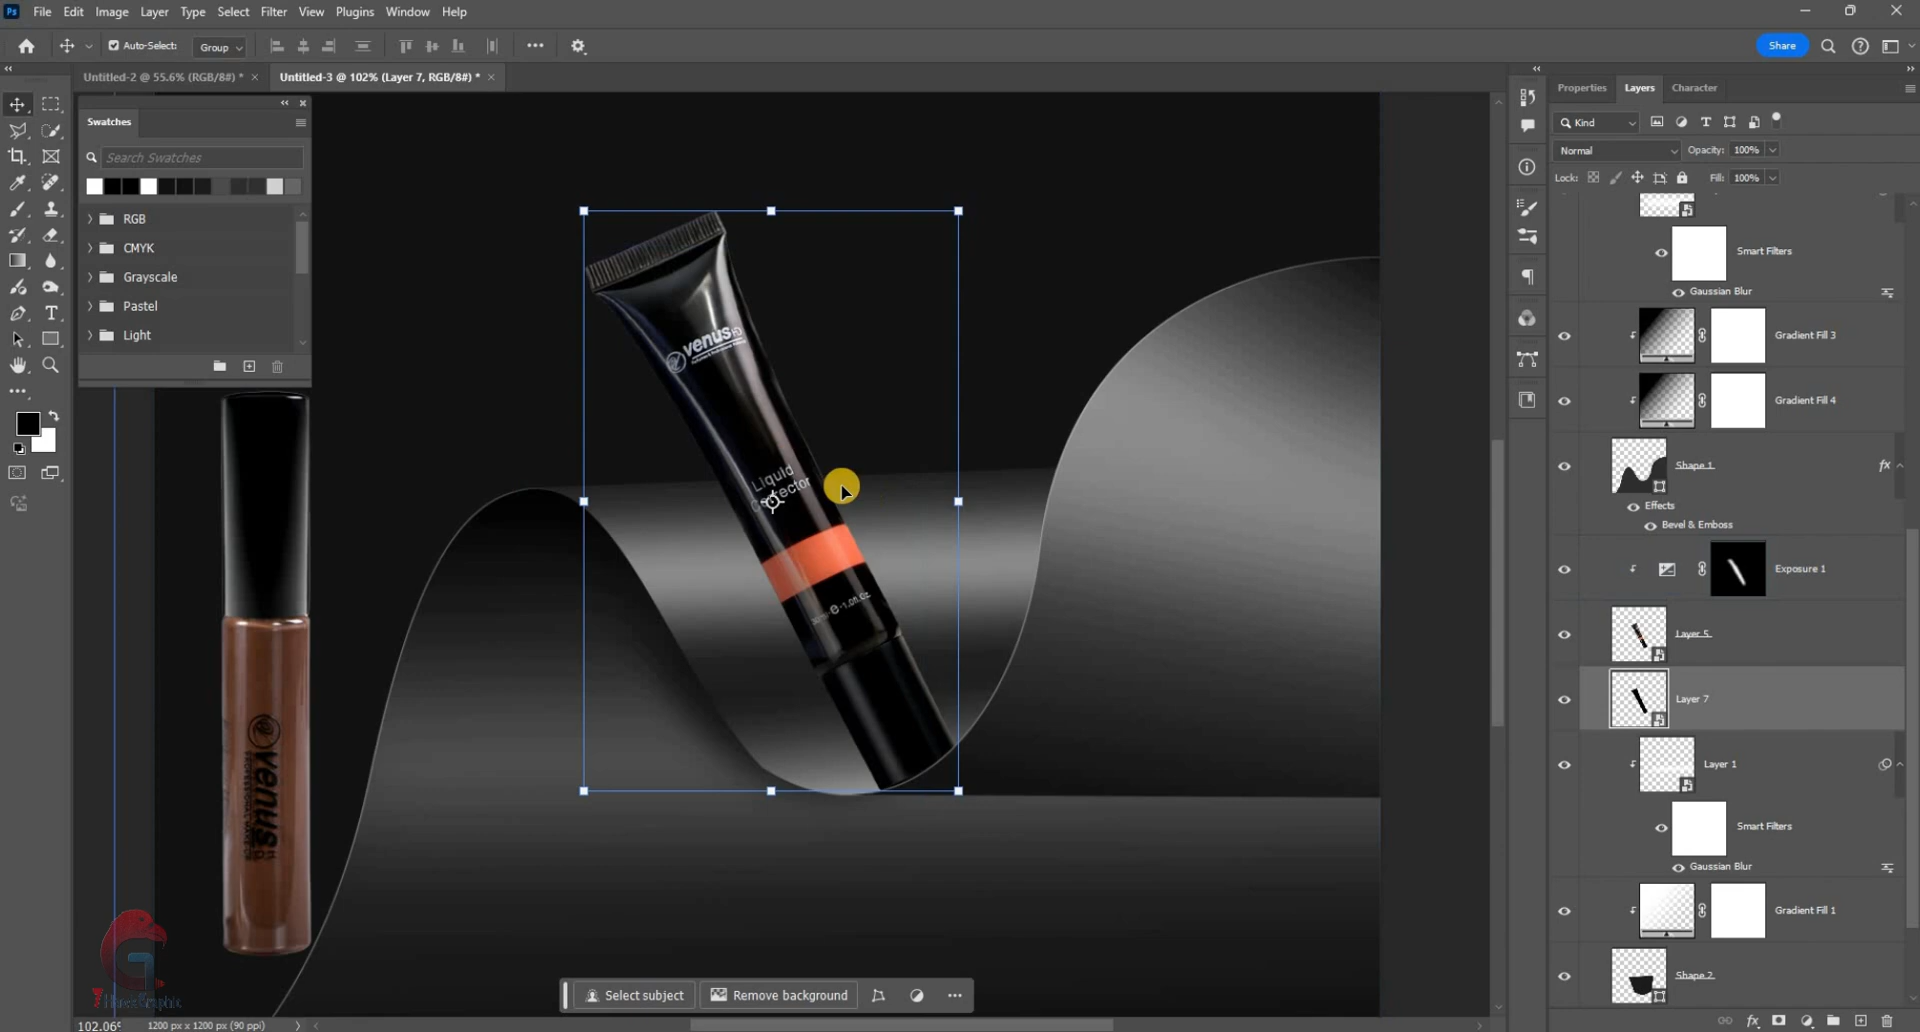 Ps File Edit Image Layer Type Select Filter View Plugins Window Help
Auto-Select: Group Share
Untitled-2 @ 55.6% (RGB/8#) * × Untitled-3 @ 102% (Layer 7, RGB/8#) * ×
Swatches
Search Swatches
RGB
CMYK
Grayscale
Pastel
Light
Properties Layers Character
Kind
Normal Opacity: 100%
Lock: Fill: 100%
Smart Filters
Gaussian Blur
Gradient Fill 3
Gradient Fill 4
Shape 1 fx
Effects
Bevel & Emboss
Exposure 1
Layer 5
Layer 7
Layer 1
Smart Filters
Gaussian Blur
Gradient Fill 1
Shape 2
venus HD
Liquid
venus
Select subject Remove background
102.06% 1200 px x 1200 px (90 ppi)